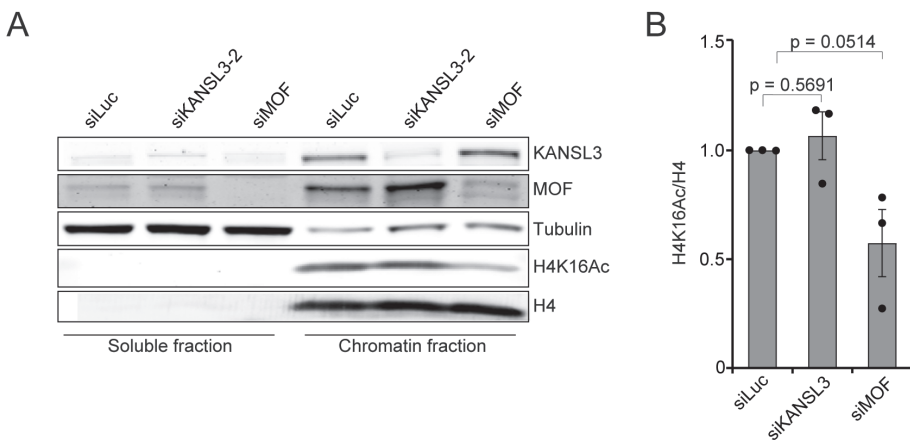 A
siLuc
siKANSL3-2
siMOF
siLuc
siKANSL3-2
siMOF
KANSL3
MOF
Tubulin
H4K16Ac
H4
Soluble fraction
Chromatin fraction
B
H4K16Ac/H4
1.5
1.0
0.5
0
p = 0.0514
p = 0.5691
siLuc
siKANSL3
siMOF